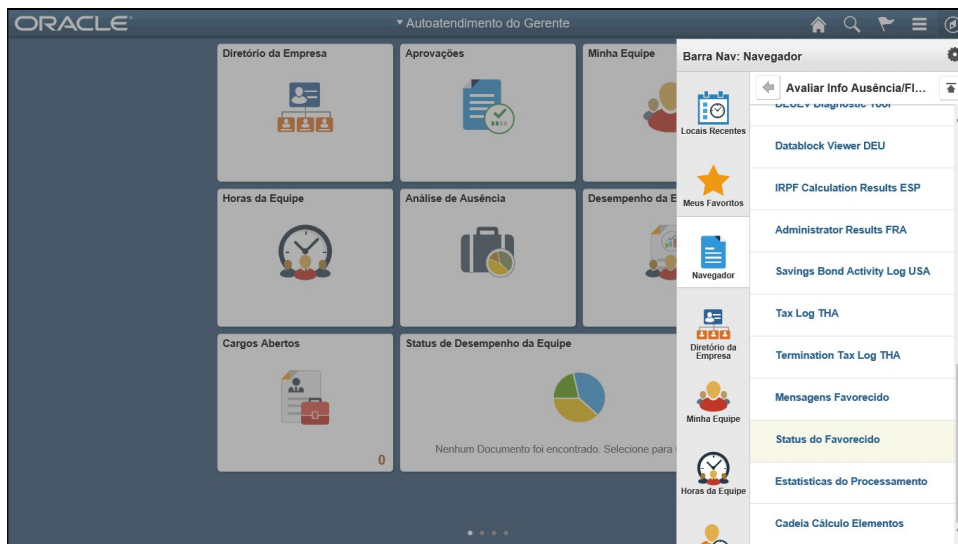 ORACLE
Autoatendimento do Gerente
Diretório da Empresa
Aprovações
Minha Equipe
Horas da Equipe
Análise de Ausência
Desempenho da E
Cargos Abertos
0
Status de Desempenho da Equipe
Nenhum Documento foi encontrado. Selecione para
Barra Nav: Navegador
Locais Recentes
Meus Favoritos
Navegador
Diretório da
Empresa
Minha Equipe
Horas da Equipe
Avaliar Info Ausência/Fl...
DEUEV Diagnostic Tool
Datablock Viewer DEU
IRPF Calculation Results ESP
Administrator Results FRA
Savings Bond Activity Log USA
Tax Log THA
Termination Tax Log THA
Mensagens Favorecido
Status do Favorecido
Estatísticas do Processamento
Cadeia Cálculo Elementos